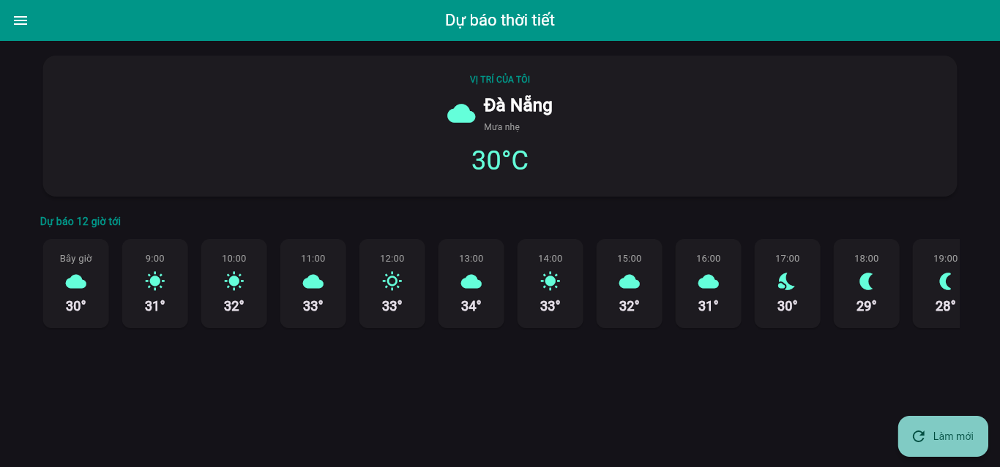 Dự báo thời tiết
VỊ TRÍ CỦA TÔI
Đà Nẵng
Mưa nhẹ
30°C
Dự báo 12 giờ tới
Bây giờ 9:00 10:00 11:00 12:00 13:00 14:00 15:00 16:00 17:00 18:00 19:00
30° 31° 32° 33° 33° 34° 33° 32° 31° 30° 29° 28°
Làm mới